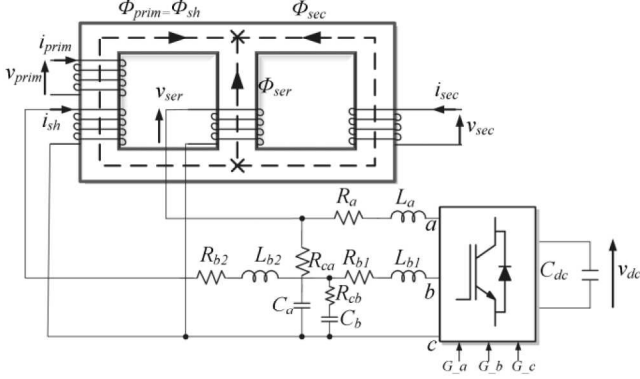 Φprim=Φsh
Φsec
iprim
vprim
vser
Φser
ish
isec
vsec
Ra
La
a
Rb2
Lb2
Rca
Rb1
Lb1
b
Cdc
vdc
Ca
Rcb
Cb
c
G_a
G_b
G_c